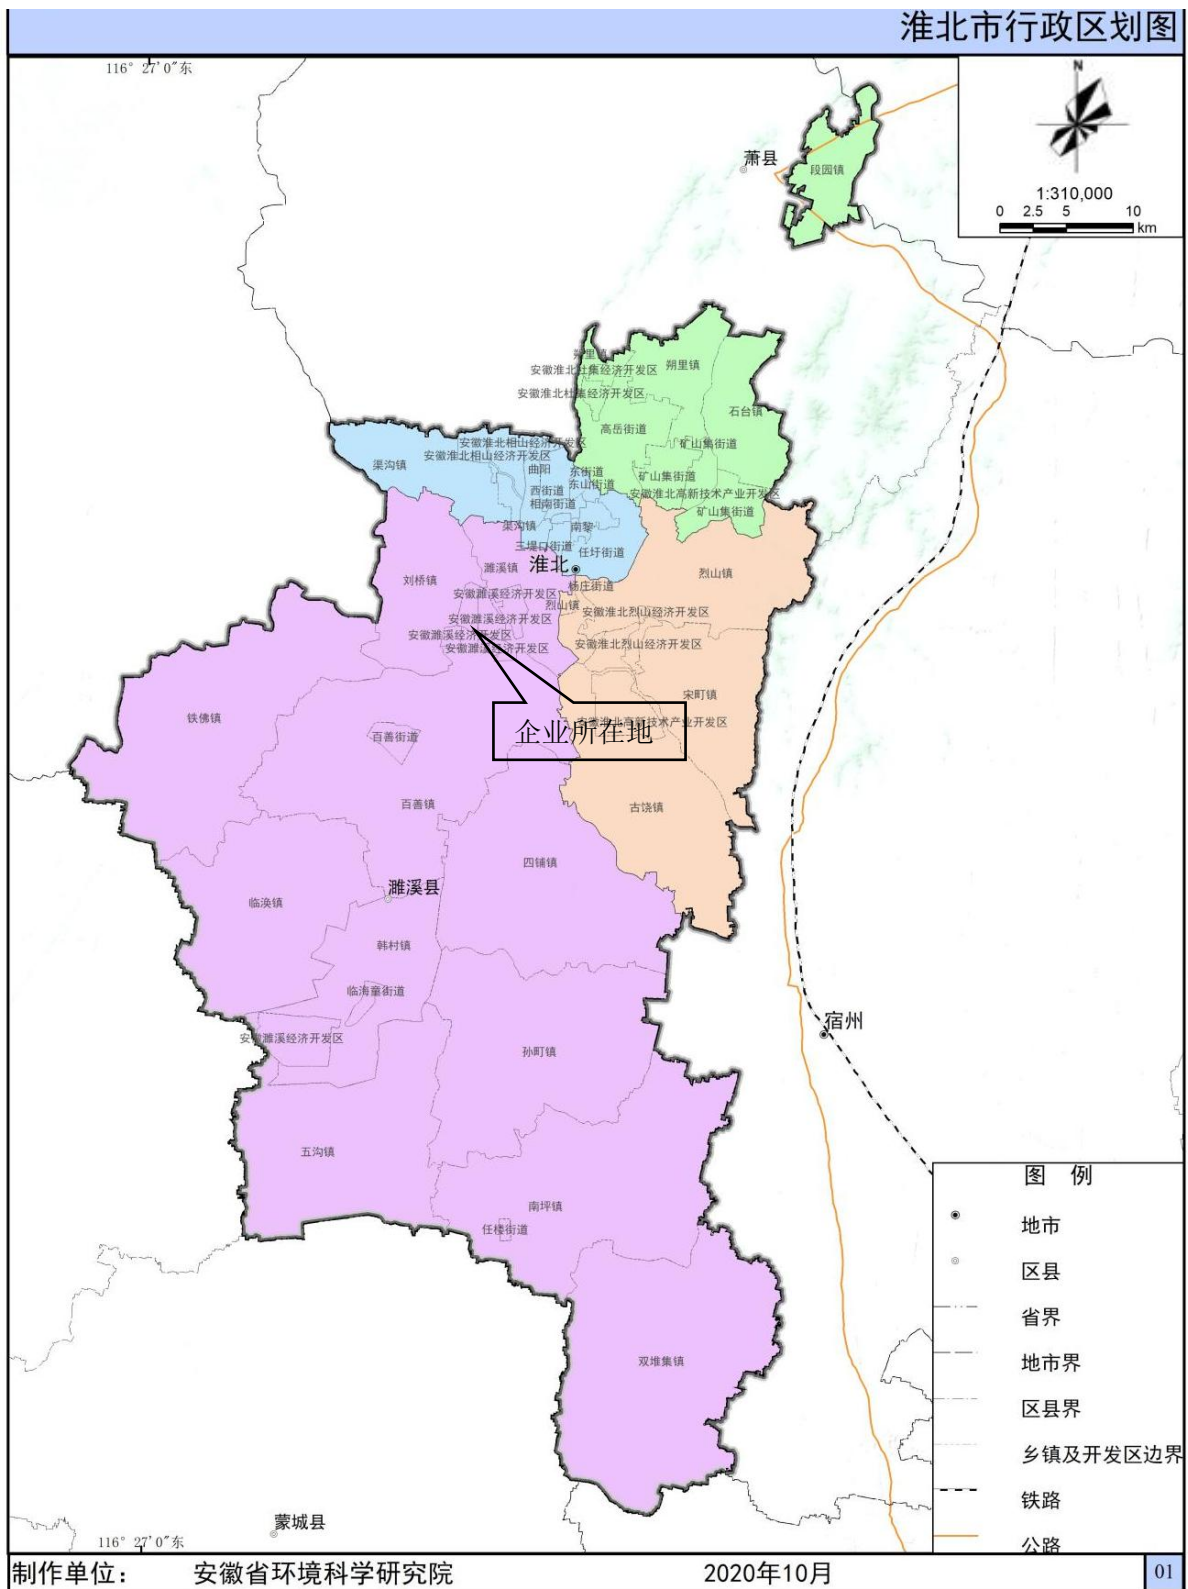 淮北市行政区划图
116° 27'0"东
N
1:310,000
0 2.5 5 10
km
萧县
段园镇
朔里镇
安徽淮北杜集经济开发区
安徽淮北杜集经济开发区
石台镇
高岳街道
矿山集街道
安徽淮北相山经济开发区
安徽淮北相山经济开发区
渠沟镇
曲阳
东街道
东山街道
矿山集街道
西街道
相南街道
安徽淮北高新技术产业开发区
矿山集街道
渠沟镇
南黎
三堤口街道
任圩街道
淮北
濉溪镇
刘桥镇
杨庄街道
烈山镇
安徽濉溪经济开发区
烈山镇
安徽淮北烈山经济开发区
安徽濉溪经济开发区
安徽濉溪经济开发区
安徽濉溪经济开发区
安徽淮北烈山经济开发区
宋町镇
铁佛镇
百善街道
企业所在地
安徽淮北高新技术产业开发区
百善镇
古饶镇
四铺镇
濉溪县
临涣镇
韩村镇
临海童街道
安徽濉溪经济开发区
孙町镇
宿州
五沟镇
南坪镇
任楼街道
双堆集镇
蒙城县
116° 27'0"东
图 例
地市
区县
省界
地市界
区县界
乡镇及开发区边界
铁路
公路
制作单位： 安徽省环境科学研究院 2020年10月 01